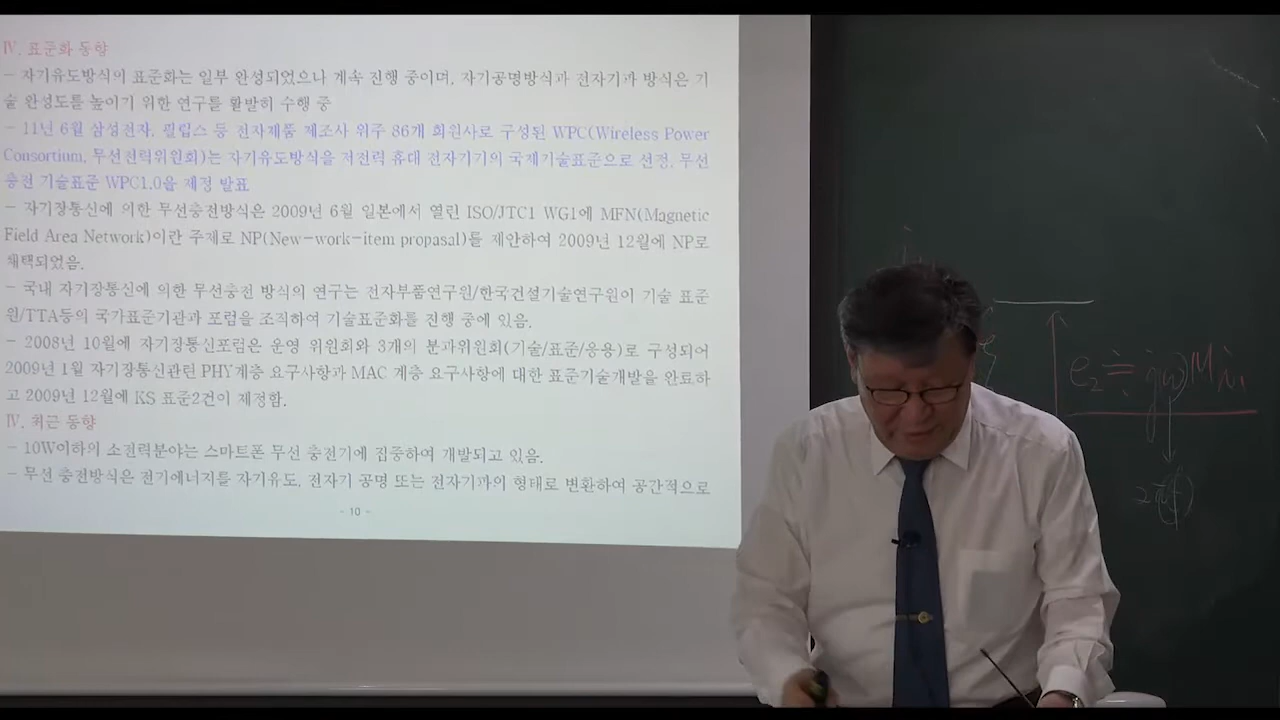 Ⅳ. 표준화 동향
- 자기유도방식의 표준화는 일부 완성되었으나 계속 진행 중이며, 자기공명방식과 전자기파 방식은 기
술 완성도를 높이기 위한 연구를 활발히 수행 중
- 11년 6월 삼성전자, 필립스 등 전자제품 제조사 위주 86개 회원사로 구성된 WPC(Wireless Power
Consortium, 무선전력위원회)는 자기유도방식을 저전력 휴대 전자기기의 국제기술표준으로 선정, 무선
충전 기술표준 WPC1.0을 제정 발표
- 자기장통신에 의한 무선충전방식은 2009년 6월 일본에서 열린 ISO/JTC1 WG1에 MFN(Magnetic
Field Area Network)이란 주제로 NP(New-work-item propasal)를 제안하여 2009년 12월에 NP로
채택되었음.
- 국내 자기장통신에 의한 무선충전 방식의 연구는 전자부품연구원/한국건설기술연구원이 기술 표준
원/TTA등의 국가표준기관과 포럼을 조직하여 기술표준화를 진행 중에 있음.
- 2008년 10월에 자기장통신포럼은 운영 위원회와 3개의 분과위원회(기술/표준/응용)로 구성되어
2009년 1월 자기장통신관련 PHY계층 요구사항과 MAC 계층 요구사항에 대한 표준기술개발을 완료하
고 2009년 12월에 KS 표준2건이 제정함.
Ⅳ. 최근 동향
- 10W이하의 소전력분야는 스마트폰 무선 충전기에 집중하여 개발되고 있음.
- 무선 충전방식은 전기에너지를 자기유도, 전자기 공명 또는 전자기파의 형태로 변환하여 공간적으로
- 10 -
e₂ ≒ jωMi₁